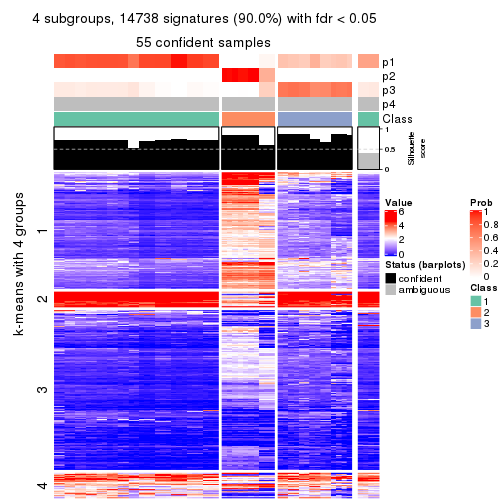 4 subgroups, 14738 signatures (90.0%) with fdr < 0.05
55 confident samples
p1
p2
p3
p4
Class
1
0.5
0
Silhouette
score
k-means with 4 groups
1
2
3
4
Value
6
4
2
0
Status (barplots)
confident
ambiguous
Prob
1
0.8
0.6
0.4
0.2
0
Class
1
2
3